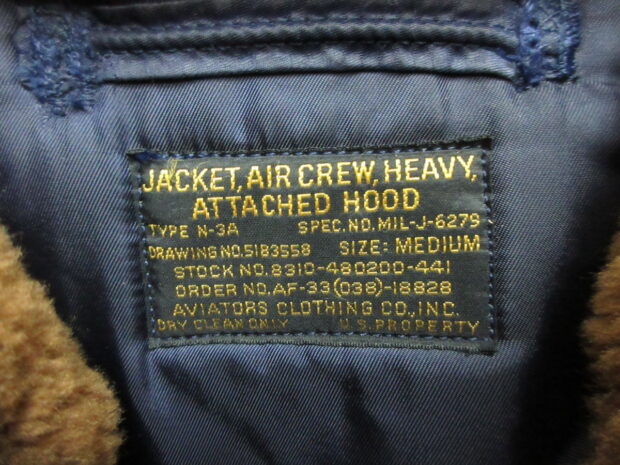 JACKET, AIR CREW, HEAVY,
ATTACHED HOOD
TYPE N-3A SPEC. NO. MIL-J-6279
DRAWING NO. 51B3558 SIZE: MEDIUM
STOCK NO. 8310-480200-441
ORDER NO. AF-33(038)-18828
AVIATORS CLOTHING CO., INC.
DRY CLEAN ONLY U.S. PROPERTY